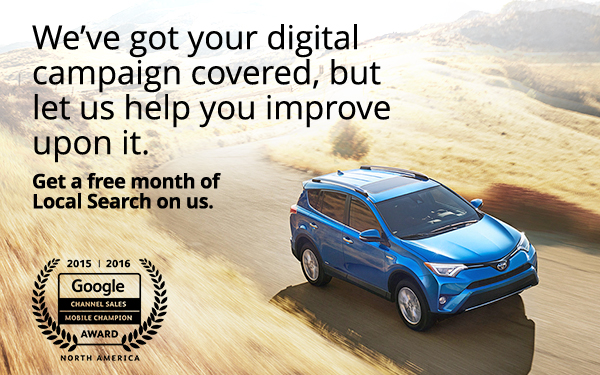 We've got your digital
campaign covered, but
let us help you improve
upon it.
Get a free month of
Local Search on us.
2015 | 2016
Google
CHANNEL SALES
MOBILE CHAMPION
AWARD
NORTH AMERICA